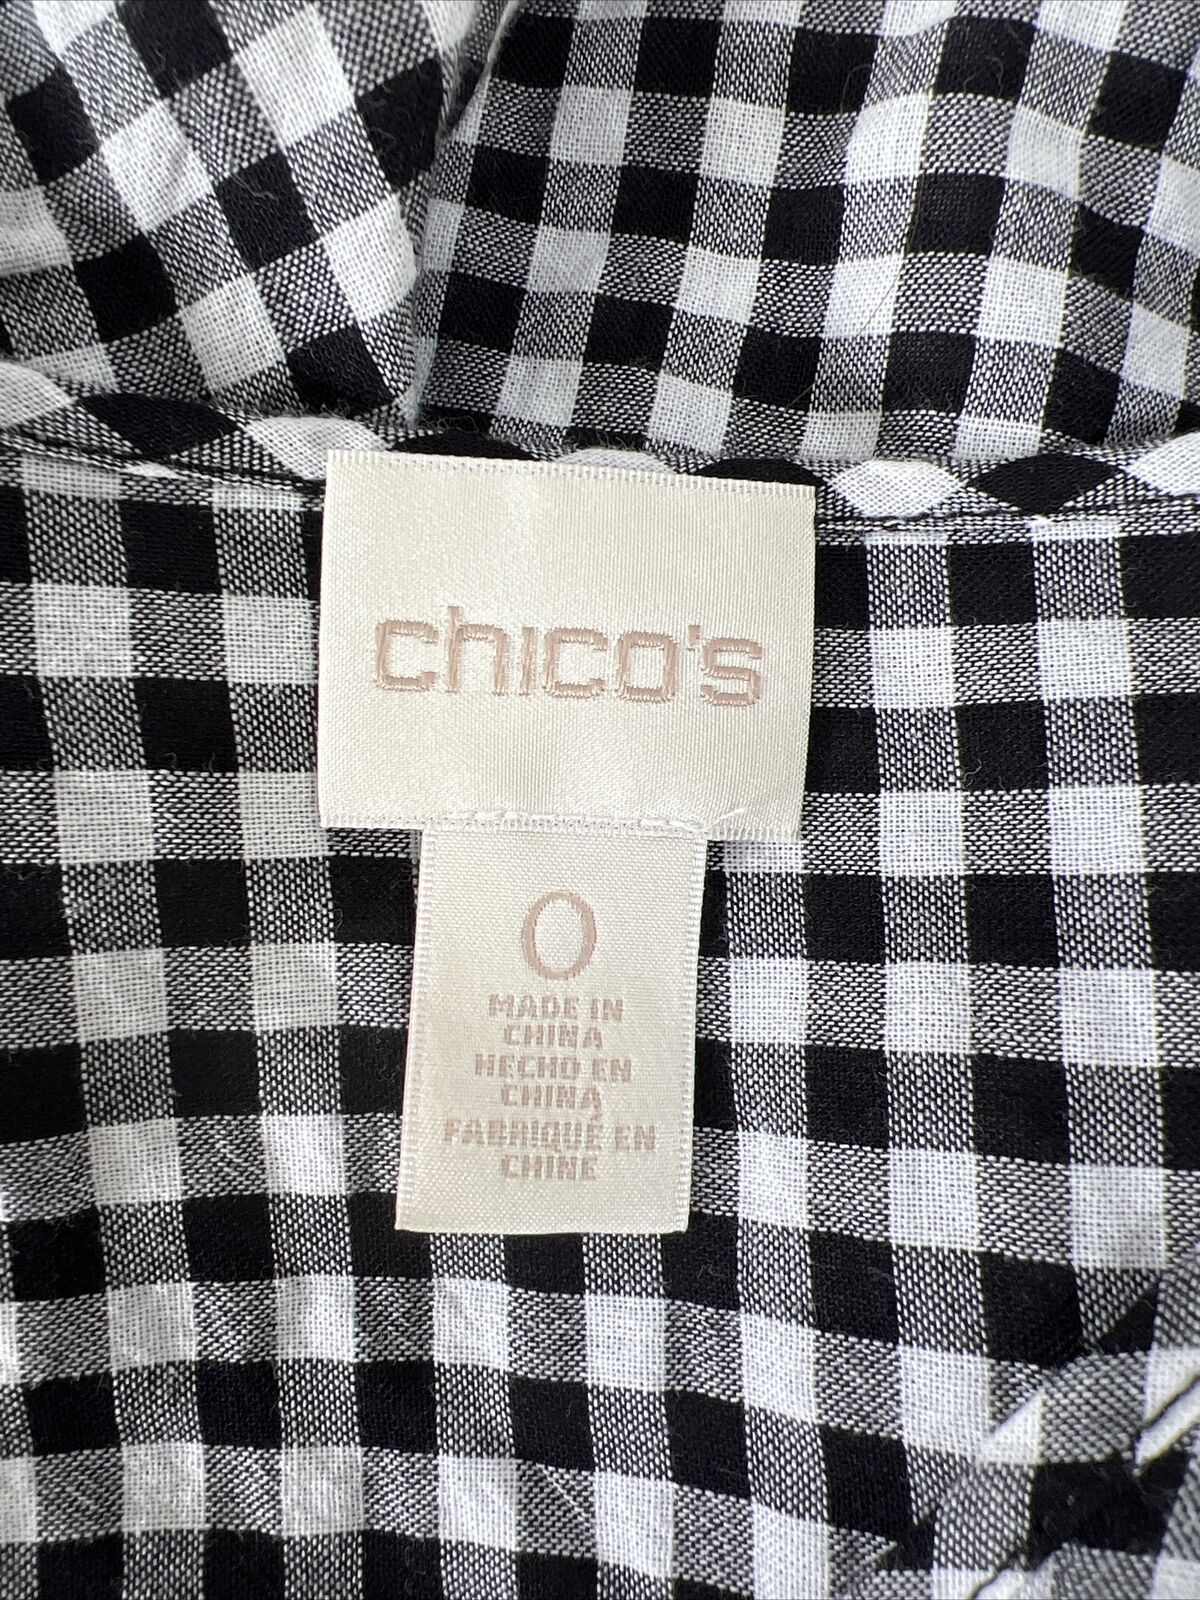 chico's
0
MADE IN
CHINA
HECHO EN
CHINA
FABRIQUÉ EN
CHINE